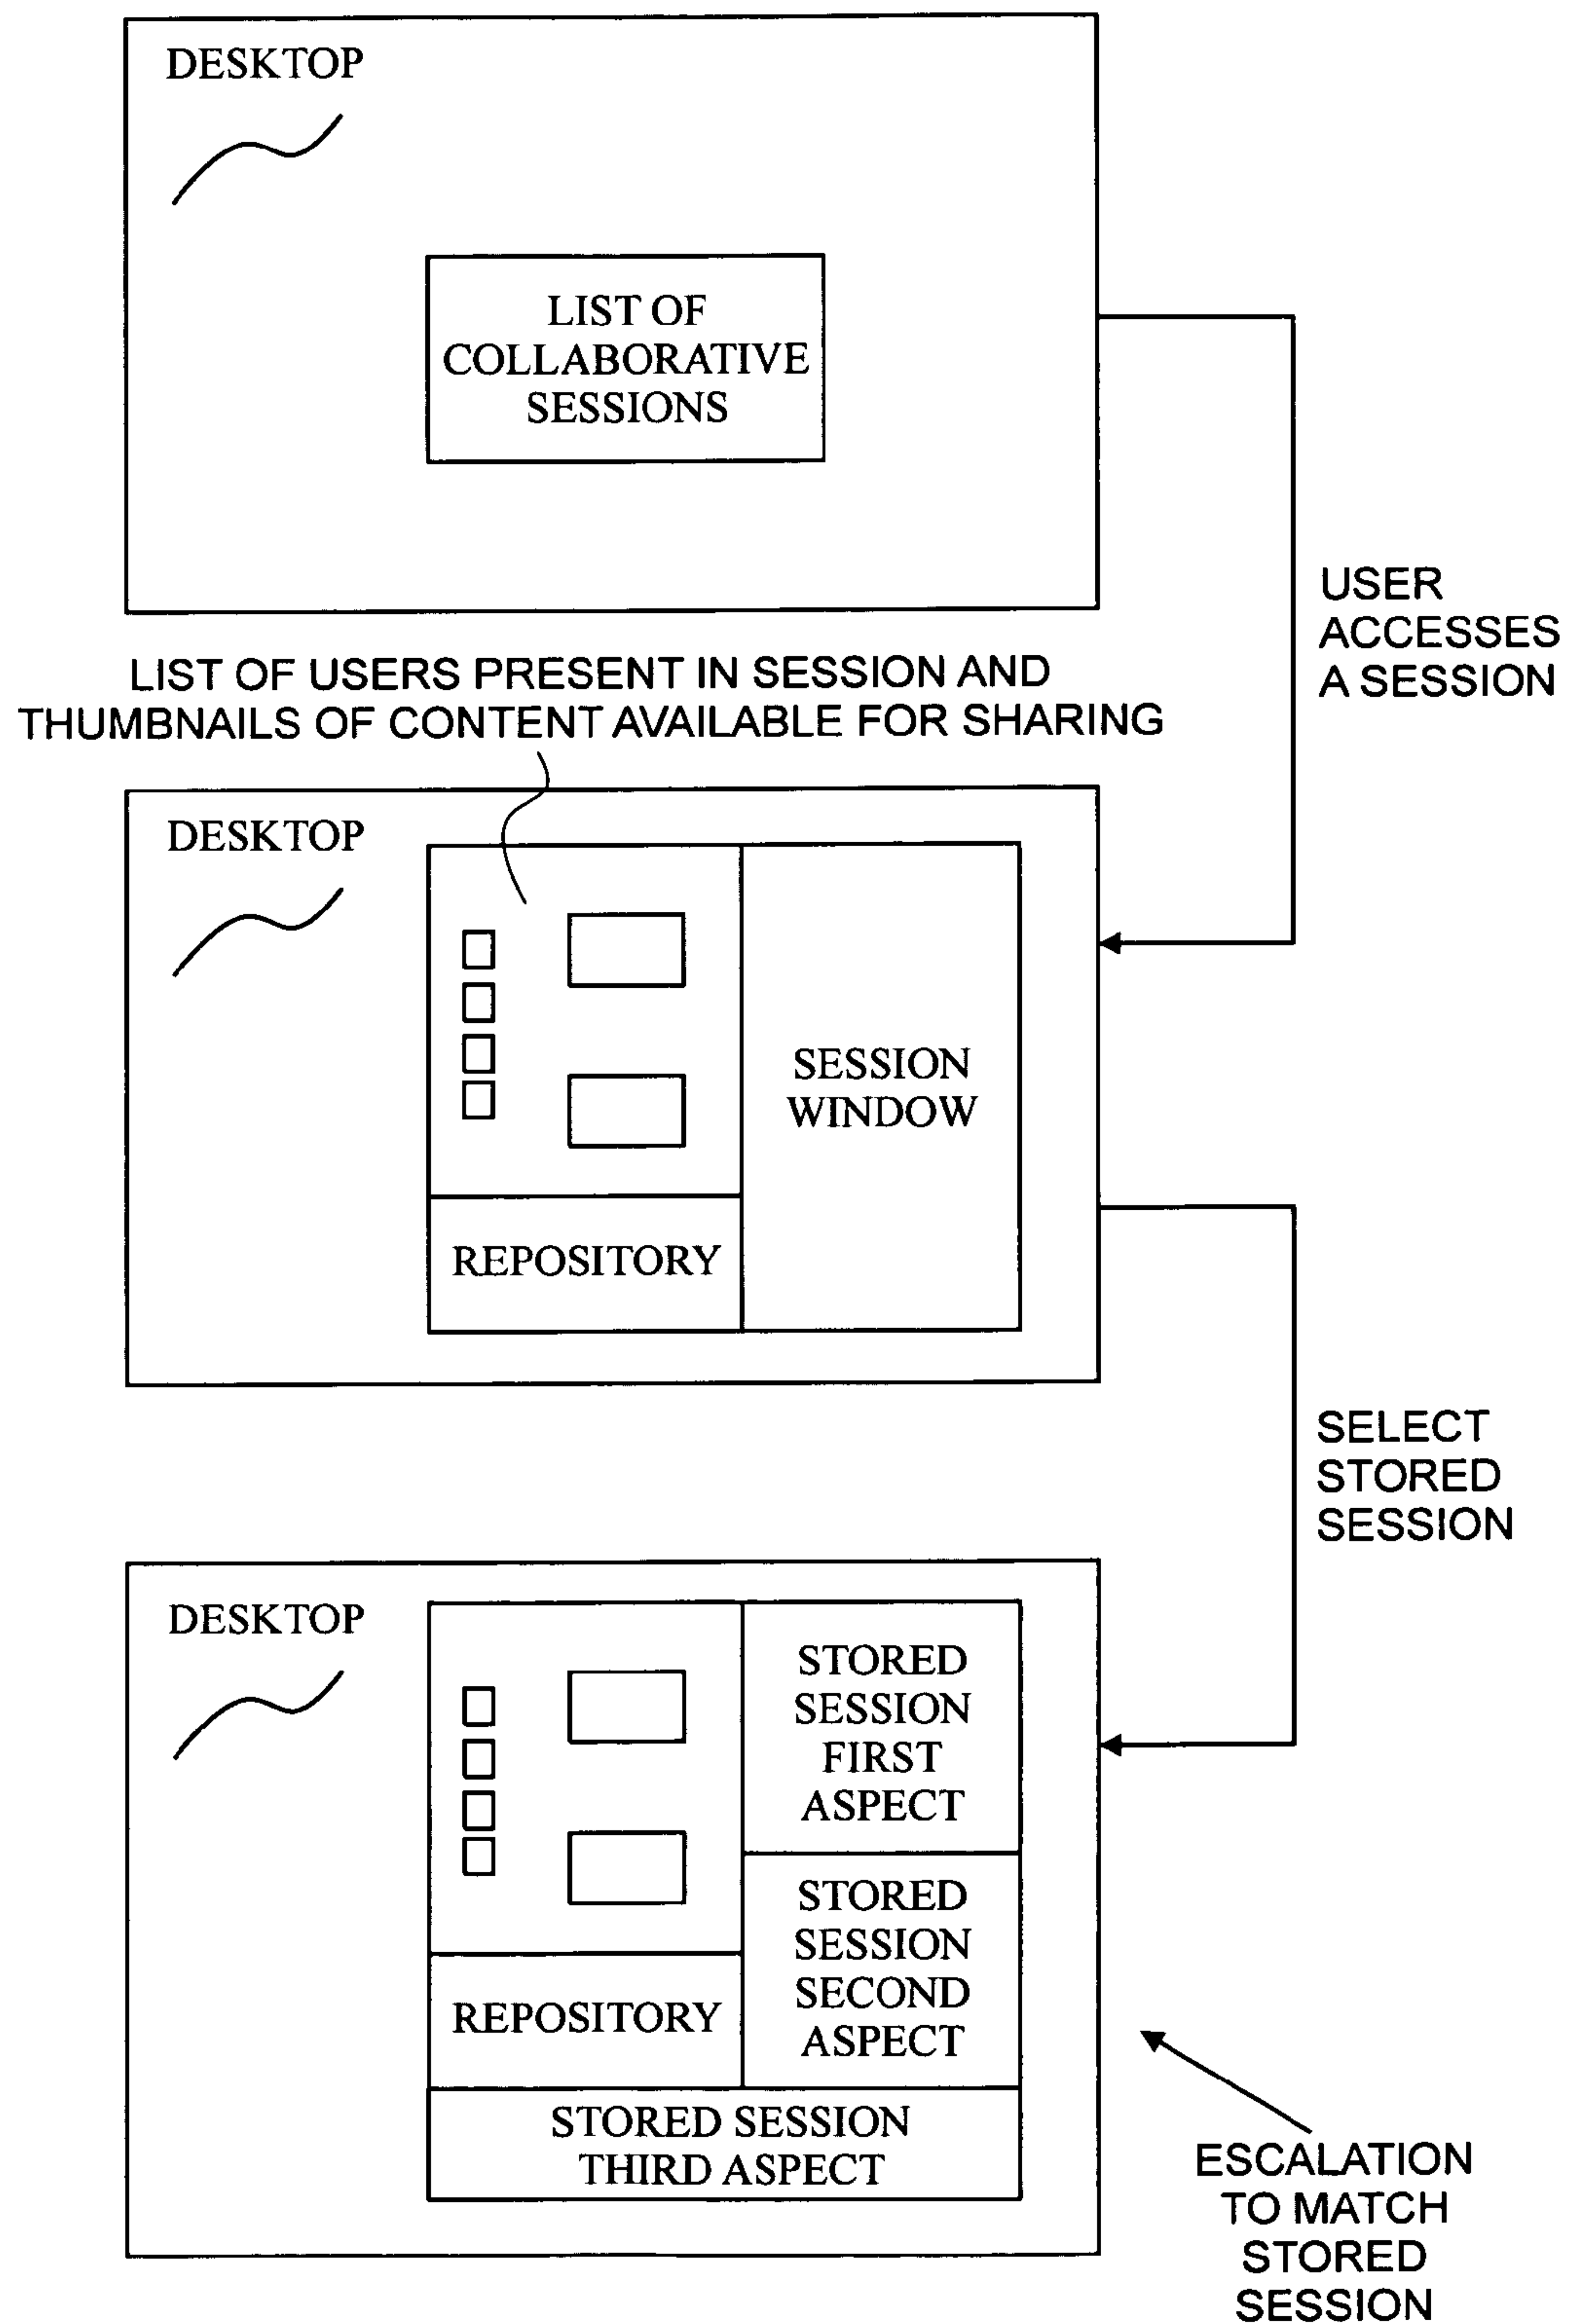 DESKTOP
LIST OF
COLLABORATIVE
SESSIONS
USER
ACCESSES
A SESSION
LIST OF USERS PRESENT IN SESSION AND
THUMBNAILS OF CONTENT AVAILABLE FOR SHARING
DESKTOP
SESSION
WINDOW
REPOSITORY
SELECT
STORED
SESSION
DESKTOP
STORED
SESSION
FIRST
ASPECT
STORED
SESSION
SECOND
ASPECT
REPOSITORY
STORED SESSION
THIRD ASPECT
ESCALATION
TO MATCH
STORED
SESSION